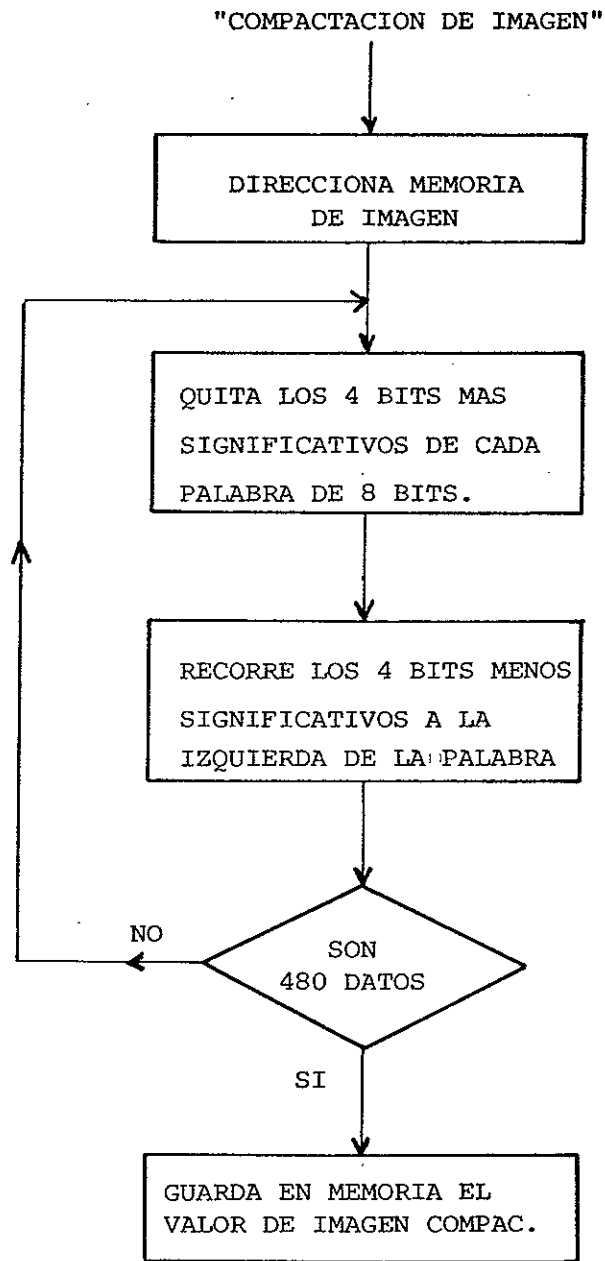 "COMPACTACION DE IMAGEN"
DIRECCIONA MEMORIA
DE IMAGEN
QUITA LOS 4 BITS MAS
SIGNIFICATIVOS DE CADA
PALABRA DE 8 BITS.
RECORRE LOS 4 BITS MENOS
SIGNIFICATIVOS A LA
IZQUIERDA DE LA PALABRA
NO
SON
480 DATOS
SI
GUARDA EN MEMORIA EL
VALOR DE IMAGEN COMPAC.